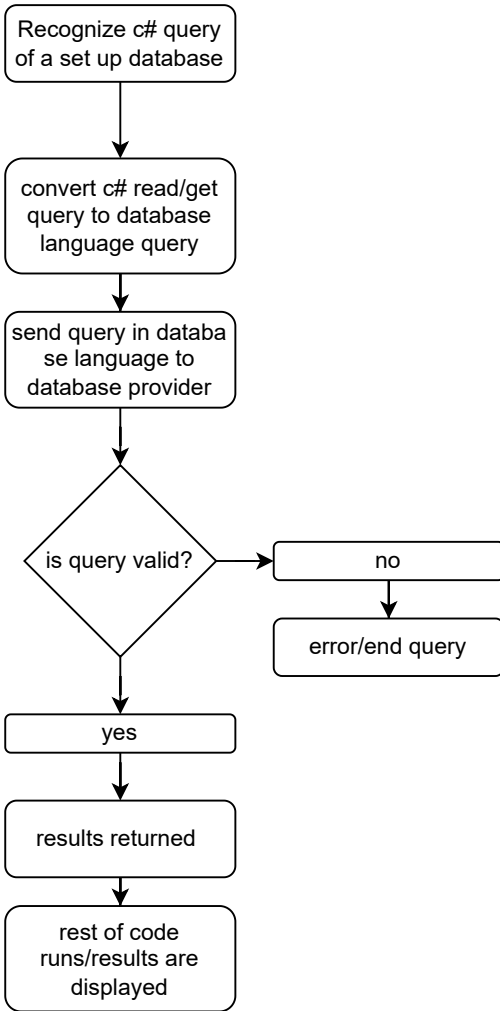 Recognize c# query
of a set up database
convert c# read/get
query to database
language query
send query in databa
se language to
database provider
is query valid?
no
error/end query
yes
results returned
rest of code
runs/results are
displayed